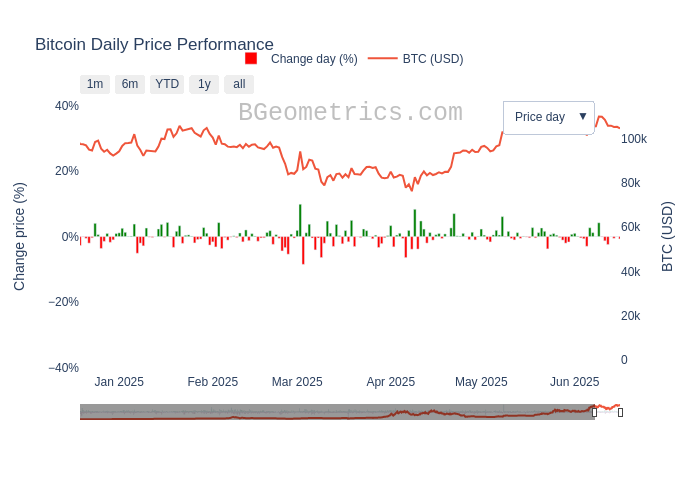 Bitcoin Daily Price Performance
Change day (%) BTC (USD)
1m 6m YTD 1y all
BGeometrics.com
Price day ▼
40%
20%
0%
−20%
−40%
Change price (%)
100k
80k
60k
40k
20k
0
BTC (USD)
Jan 2025 Feb 2025 Mar 2025 Apr 2025 May 2025 Jun 2025